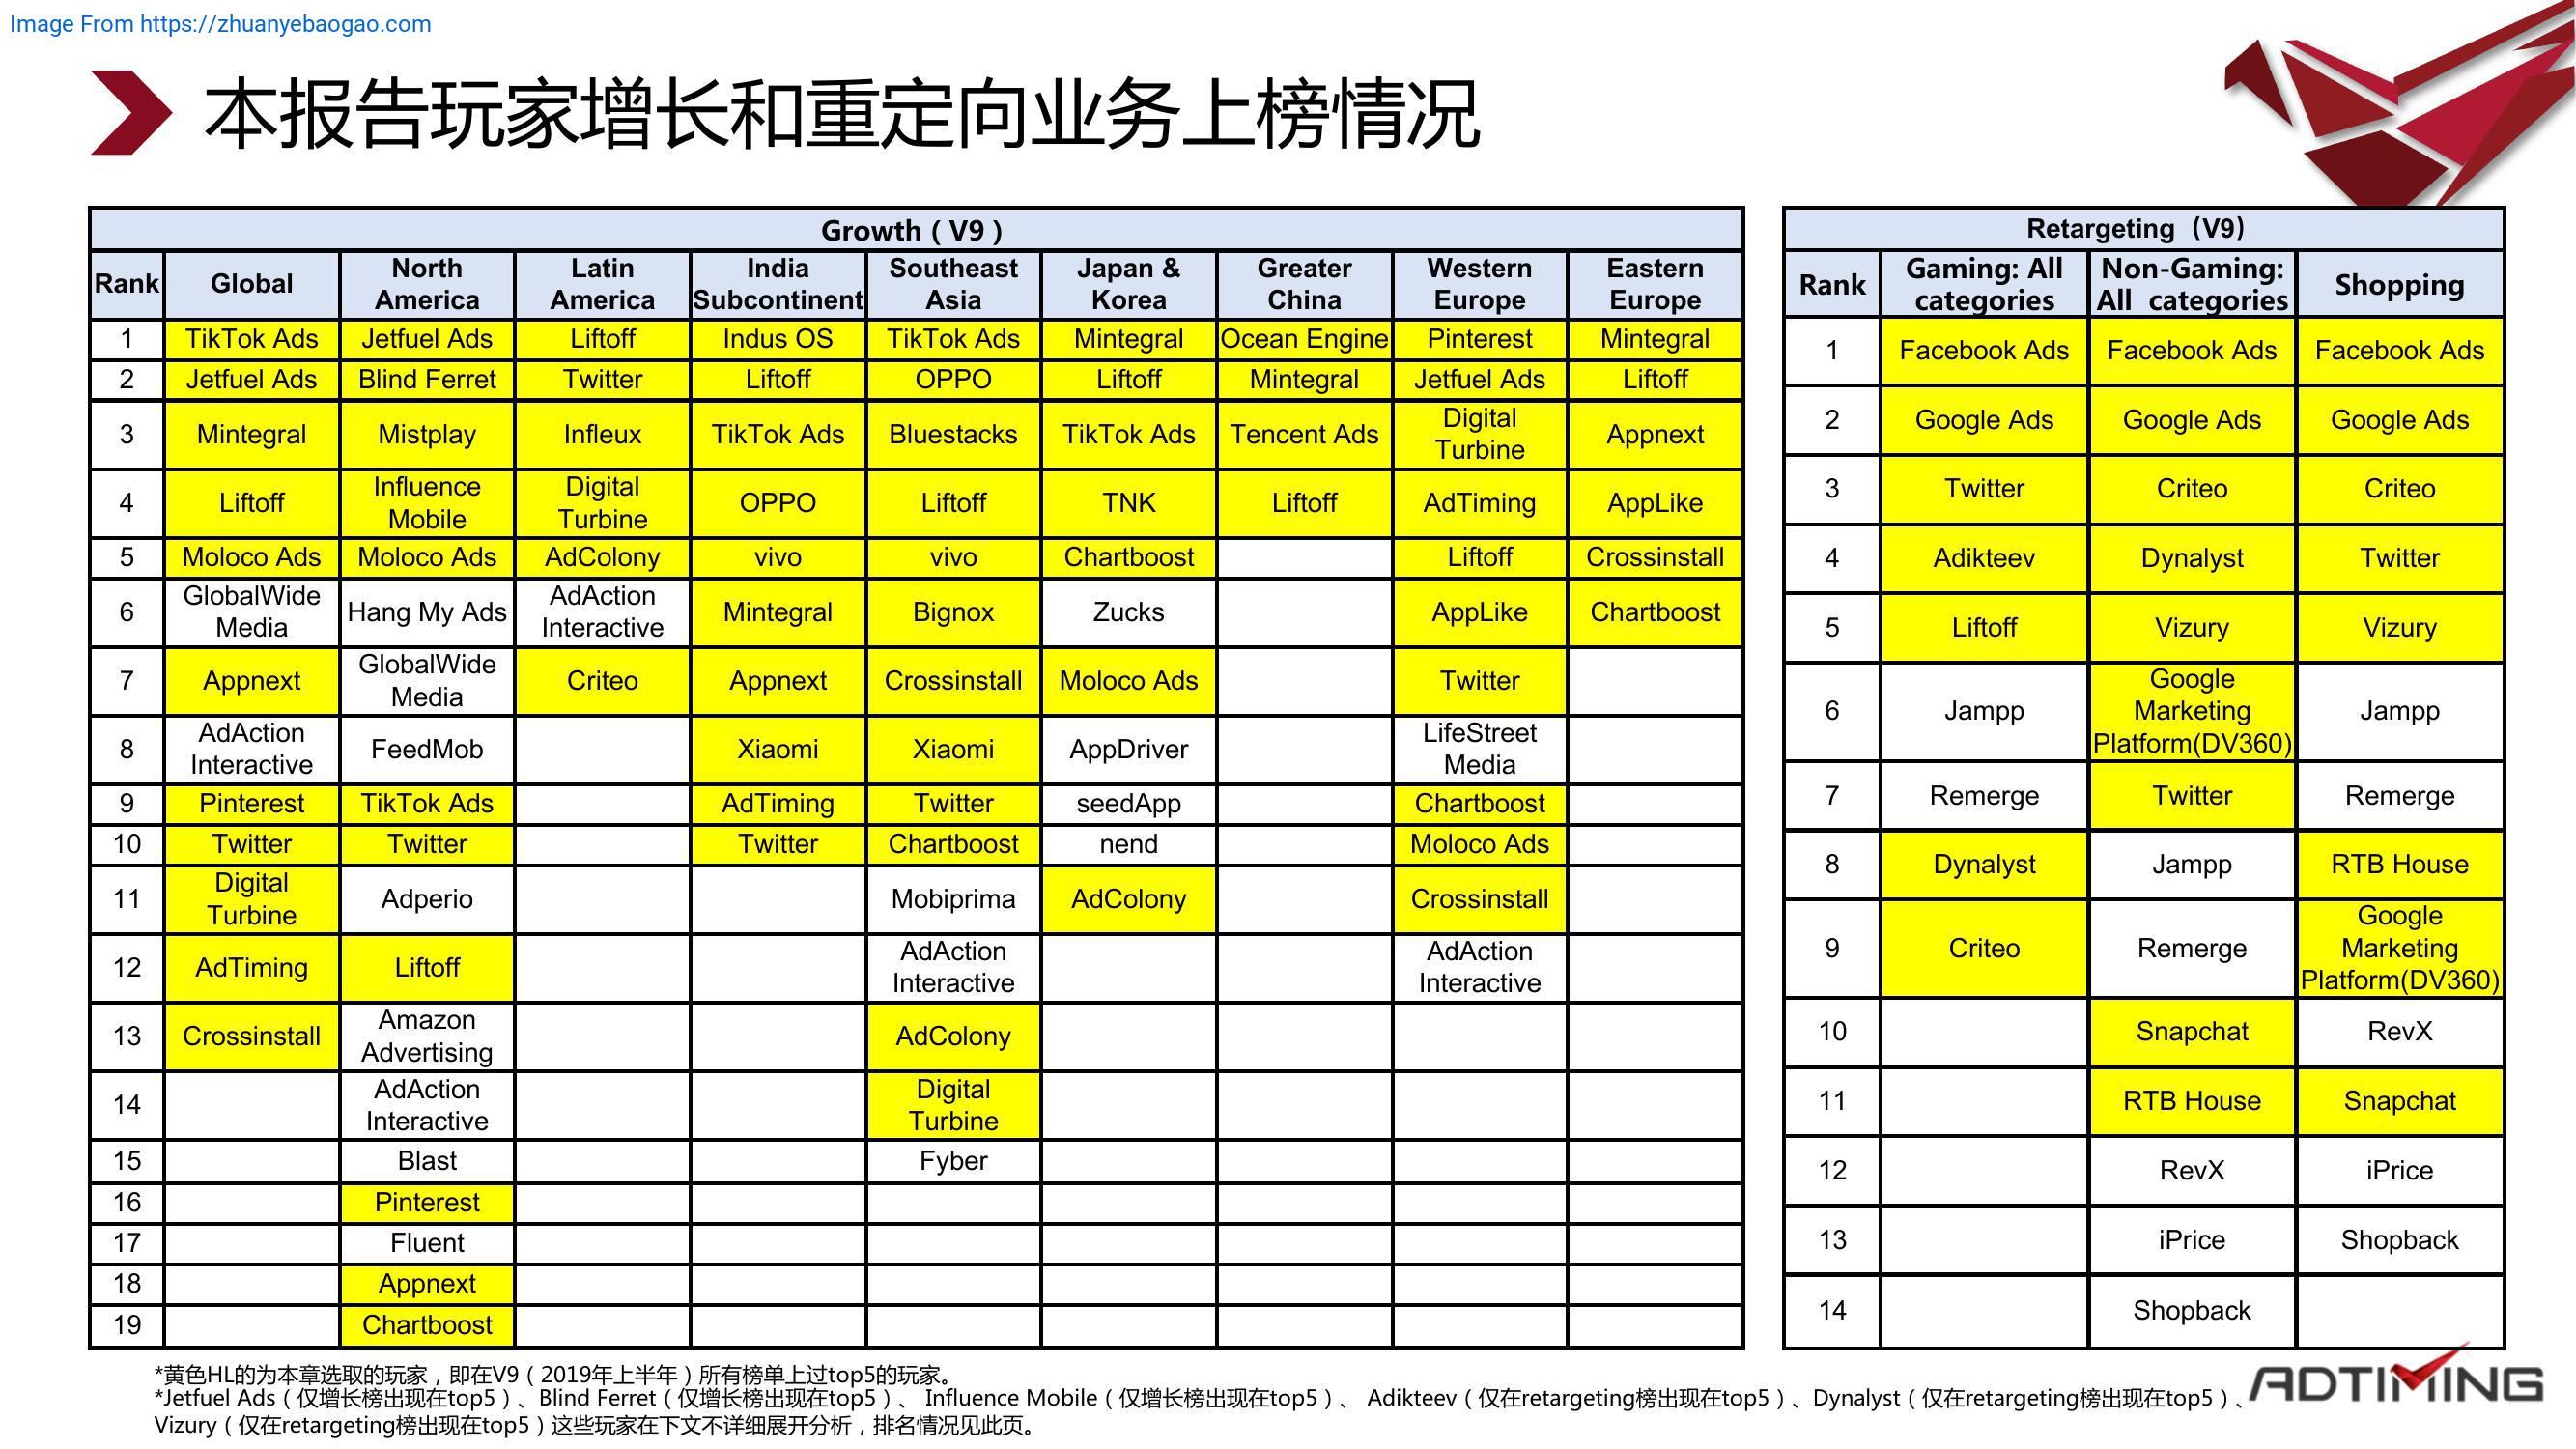 Image From https://zhuanyebaogao.com
本报告玩家增长和重定向业务上榜情况
Growth（V9）
Rank Global North America Latin America India Subcontinent Southeast Asia Japan & Korea Greater China Western Europe Eastern Europe
1 TikTok Ads Jetfuel Ads Liftoff Indus OS TikTok Ads Mintegral Ocean Engine Pinterest Mintegral
2 Jetfuel Ads Blind Ferret Twitter Liftoff OPPO Liftoff Mintegral Jetfuel Ads Liftoff
3 Mintegral Mistplay Infleux TikTok Ads Bluestacks TikTok Ads Tencent Ads Digital Turbine Appnext
4 Liftoff Influence Mobile Digital Turbine OPPO Liftoff TNK Liftoff AdTiming AppLike
5 Moloco Ads Moloco Ads AdColony vivo vivo Chartboost Liftoff Crossinstall
6 GlobalWide Media Hang My Ads AdAction Interactive Mintegral Bignox Zucks AppLike Chartboost
7 Appnext GlobalWide Media Criteo Appnext Crossinstall Moloco Ads Twitter
8 AdAction Interactive FeedMob Xiaomi Xiaomi AppDriver LifeStreet Media
9 Pinterest TikTok Ads AdTiming Twitter seedApp Chartboost
10 Twitter Twitter Twitter Chartboost nend Moloco Ads
11 Digital Turbine Adperio Mobiprima AdColony Crossinstall
12 AdTiming Liftoff AdAction Interactive AdAction Interactive
13 Crossinstall Amazon Advertising AdColony
14 AdAction Interactive Digital Turbine
15 Blast Fyber
16 Pinterest
17 Fluent
18 Appnext
19 Chartboost
Retargeting（V9）
Rank Gaming: All categories Non-Gaming: All categories Shopping
1 Facebook Ads Facebook Ads Facebook Ads
2 Google Ads Google Ads Google Ads
3 Twitter Criteo Criteo
4 Adikteev Dynalyst Twitter
5 Liftoff Vizury Vizury
6 Jampp Google Marketing Platform(DV360) Jampp
7 Remerge Twitter Remerge
8 Dynalyst Jampp RTB House
9 Criteo Remerge Google Marketing Platform(DV360)
10 Snapchat RevX
11 RTB House Snapchat
12 RevX iPrice
13 iPrice Shopback
14 Shopback
*黄色HL的为本章选取的玩家，即在V9（2019年上半年）所有榜单上过top5的玩家。
*Jetfuel Ads（仅增长榜出现在top5）、Blind Ferret（仅增长榜出现在top5）、 Influence Mobile（仅增长榜出现在top5）、 Adikteev（仅在retargeting榜出现在top5）、Dynalyst（仅在retargeting榜出现在top5）、
Vizury（仅在retargeting榜出现在top5）这些玩家在下文不详细展开分析，排名情况见此页。
ADTIMING